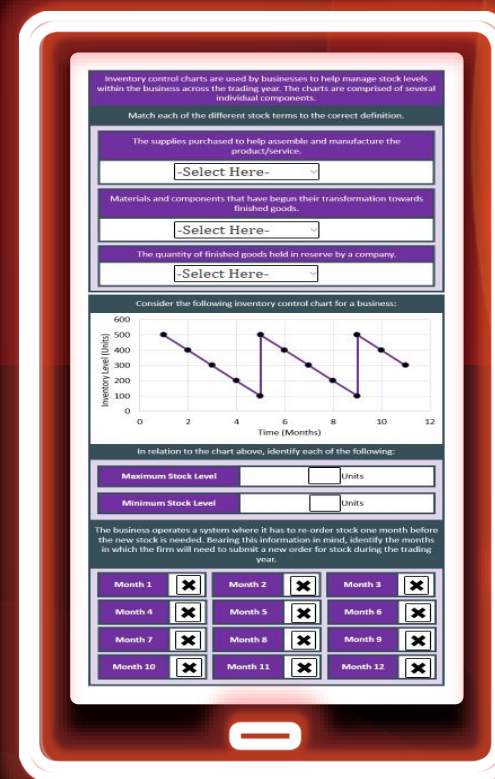 Inventory control charts are used by businesses to help manage stock levels
within the business across the trading year. The charts are comprised of several
individual components.
Match each of the different stock terms to the correct definition.
The supplies purchased to help assemble and manufacture the
product/service.
-Select Here-
Materials and components that have begun their transformation towards
finished goods.
-Select Here-
The quantity of finished goods held in reserve by a company.
-Select Here-
Consider the following inventory control chart for a business:
Inventory Level (Units)
600
500
400
300
200
100
0
0 2 4 6 8 10 12
Time (Months)
In relation to the chart above, identify each of the following:
Maximum Stock Level Units
Minimum Stock Level Units
The business operates a system where it has to re-order stock one month before
the new stock is needed. Bearing this information in mind, identify the months
in which the firm will need to submit a new order for stock during the trading
year.
Month 1 Month 2 Month 3
Month 4 Month 5 Month 6
Month 7 Month 8 Month 9
Month 10 Month 11 Month 12